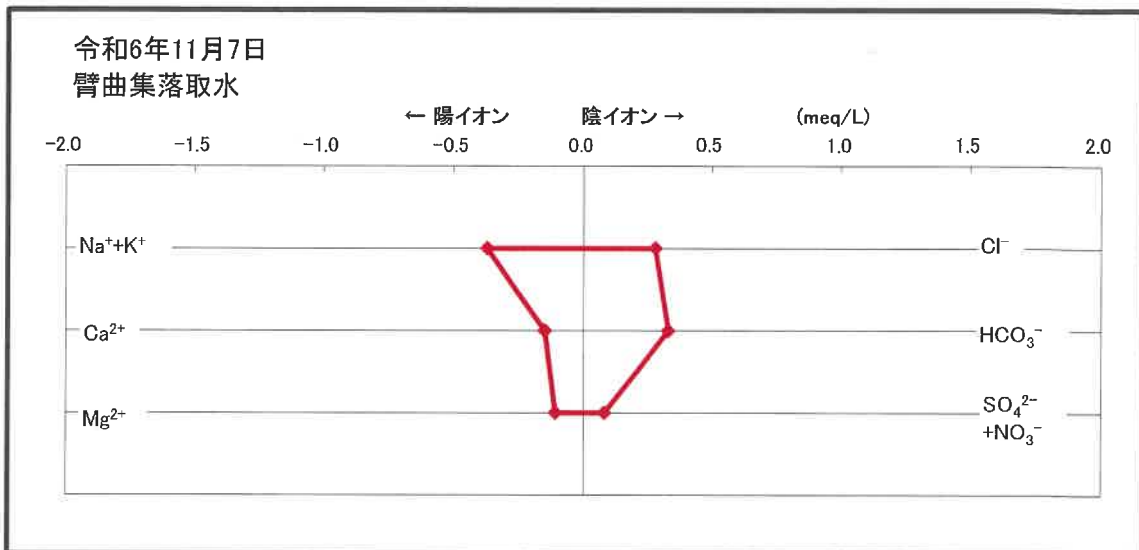 令和6年11月7日
臂曲集落取水
← 陽イオン 陰イオン → (meq/L)
-2.0 -1.5 -1.0 -0.5 0.0 0.5 1.0 1.5 2.0
Na⁺+K⁺ Cl⁻
Ca²⁺ HCO₃⁻
Mg²⁺ SO₄²⁻
+NO₃⁻